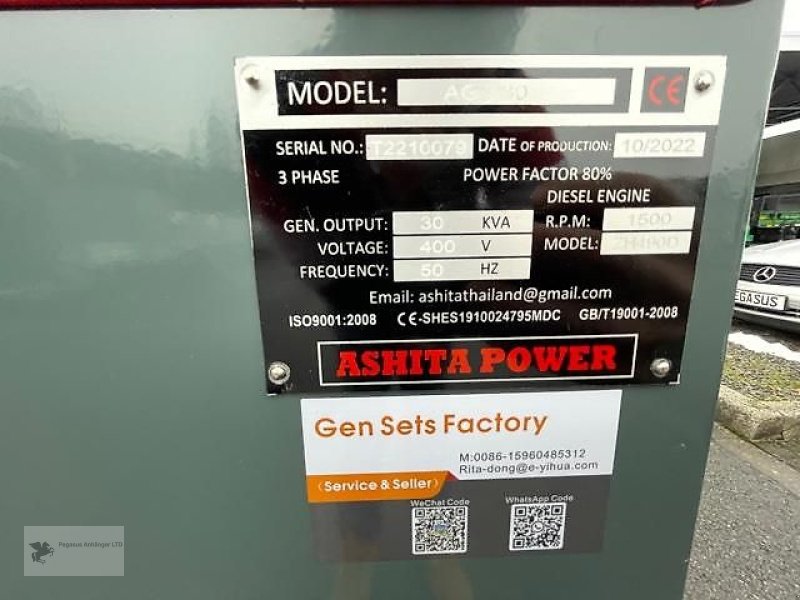 MODEL:
CE
SERIAL NO.: T2210079 DATE OF PRODUCTION: 10/2022
3 PHASE POWER FACTOR 80%
DIESEL ENGINE
GEN. OUTPUT: 30 KVA R.P.M: 1500
VOLTAGE: 400 V MODEL:
FREQUENCY: 50 HZ
Email: ashitathailand@gmail.com
ISO9001:2008 CE-SHES1910024795MDC GB/T19001-2008
ASHITA POWER
Gen Sets Factory
M:0086-15960485312
Rita-dong@e-yihua.com
(Service & Seller)
WeChat Code WhatsApp Code
EGASUS
Pegasus Anhänger LTD